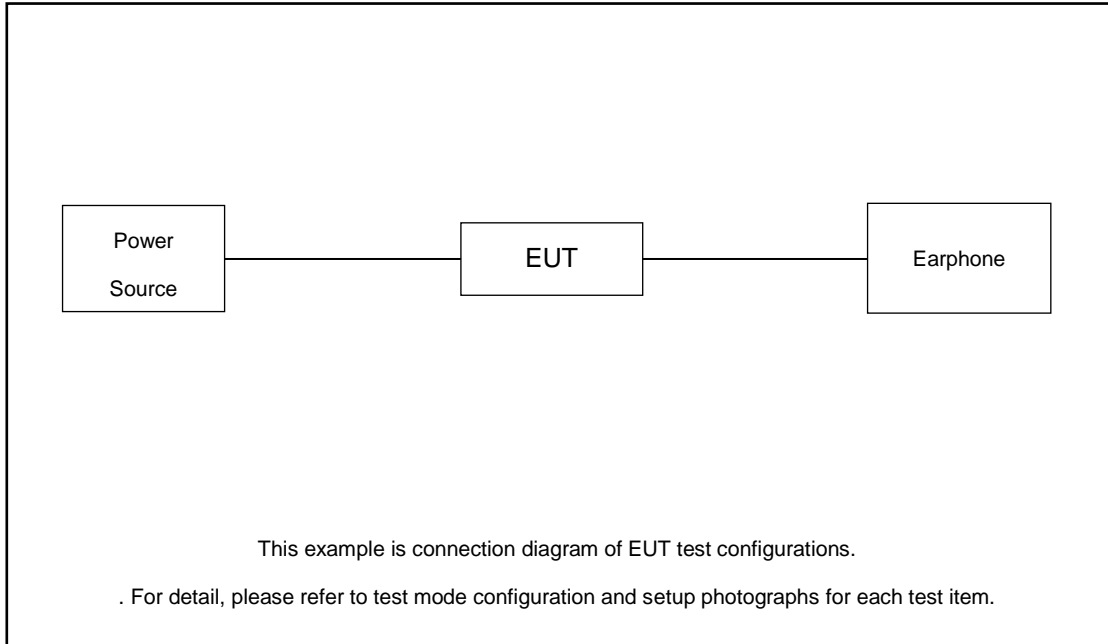 Power
Source
EUT
Earphone
This example is connection diagram of EUT test configurations.
. For detail, please refer to test mode configuration and setup photographs for each test item.